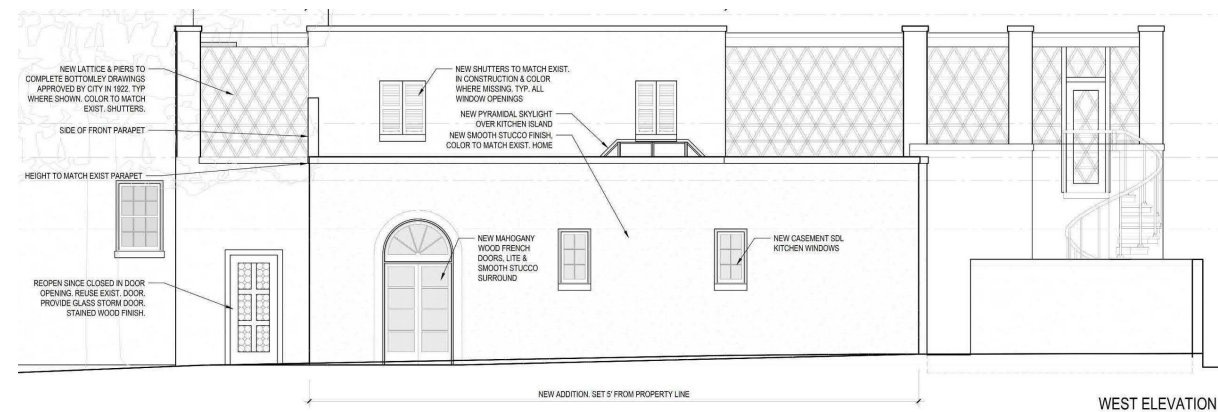 NEW LATTICE & PIERS TO
COMPLETE BOTTOMLEY DRAWINGS
APPROVED BY CITY IN 1922. TYP
WHERE SHOWN. COLOR TO MATCH
EXIST. SHUTTERS.
SIDE OF FRONT PARAPET
HEIGHT TO MATCH EXIST PARAPET
REOPEN SINCE CLOSED IN DOOR
OPENING. REUSE EXIST. DOOR.
PROVIDE GLASS STORM DOOR.
STAINED WOOD FINISH.
NEW SHUTTERS TO MATCH EXIST.
IN CONSTRUCTION & COLOR
WHERE MISSING. TYP. ALL
WINDOW OPENINGS
NEW PYRAMIDAL SKYLIGHT
OVER KITCHEN ISLAND
NEW SMOOTH STUCCO FINISH,
COLOR TO MATCH EXIST. HOME
NEW MAHOGANY
WOOD FRENCH
DOORS, LITE &
SMOOTH STUCCO
SURROUND
NEW CASEMENT SDL
KITCHEN WINDOWS
NEW ADDITION. SET 5' FROM PROPERTY LINE
WEST ELEVATION